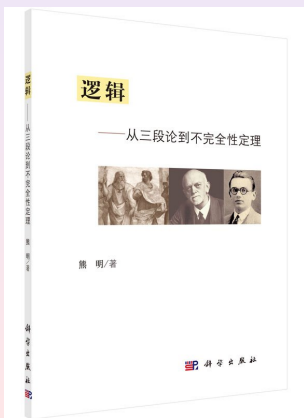 逻辑
——从三段论到不完全性定理
熊 明/著
科学出版社
逻辑——从三段论到不完全性定理
熊 明 著
科学出版社